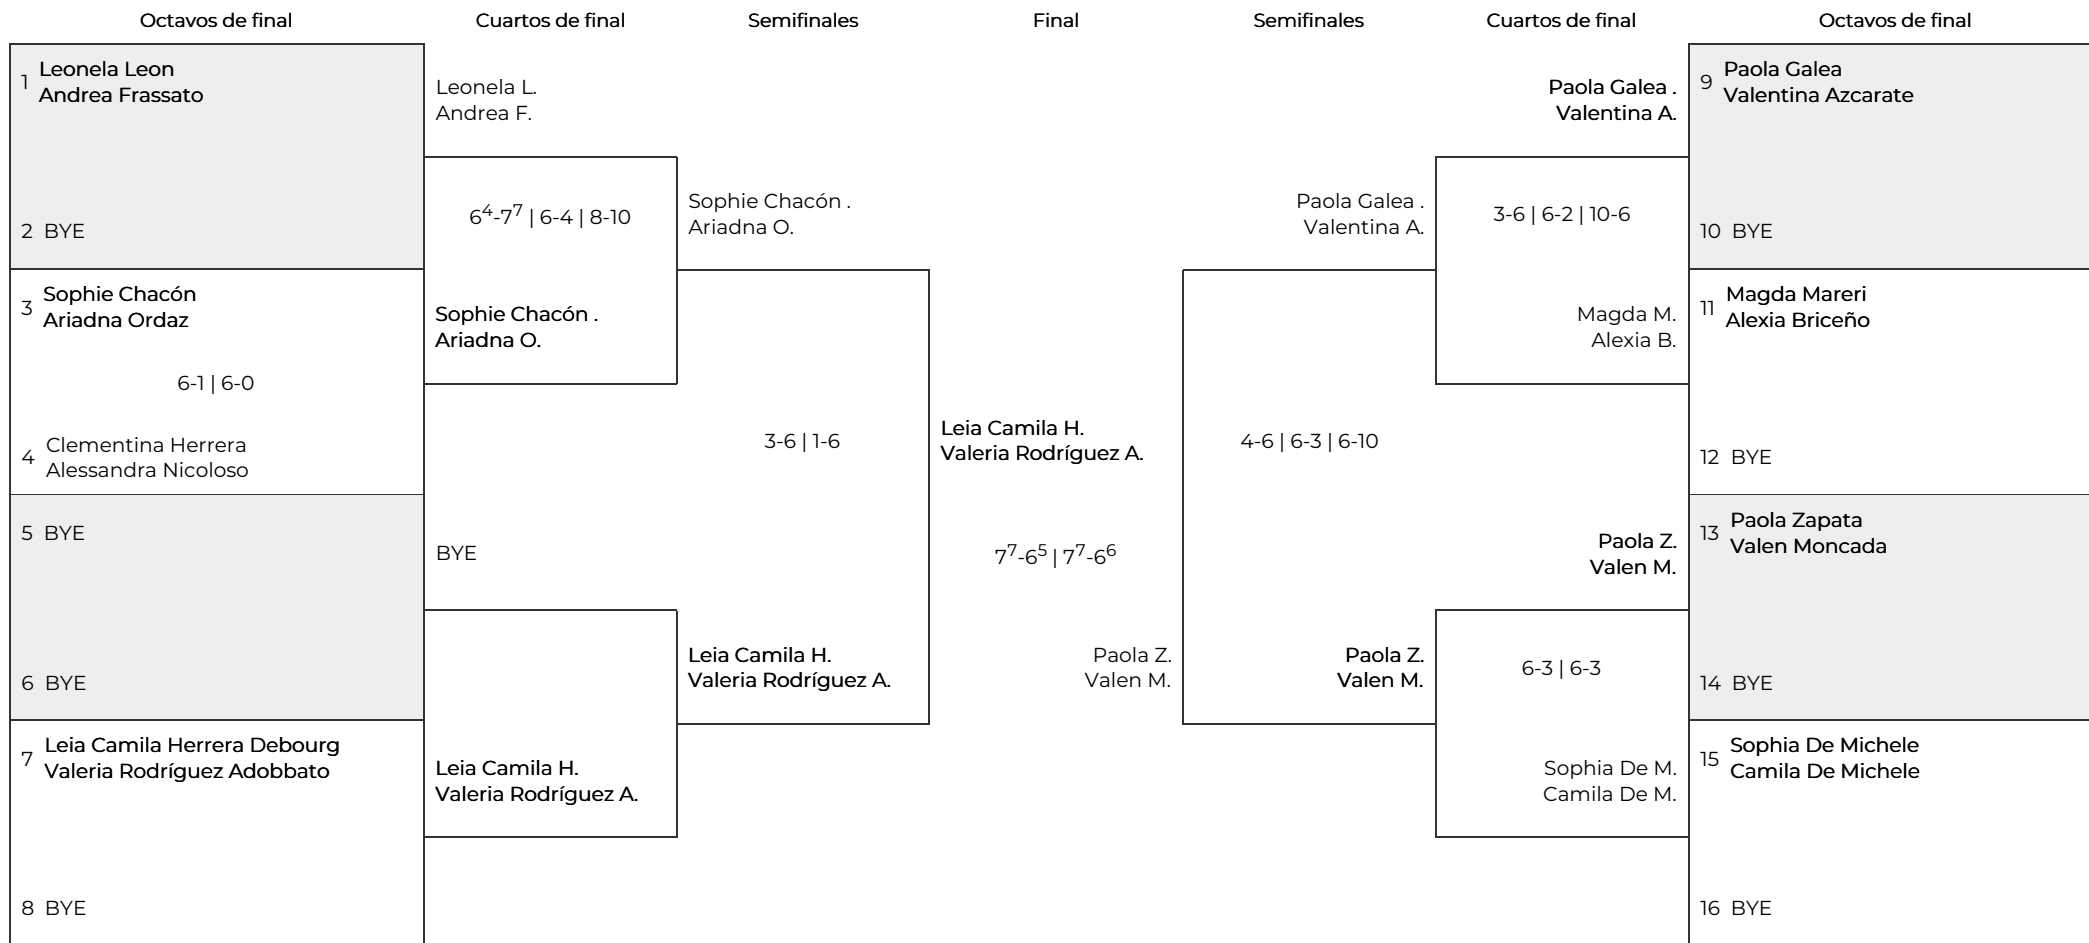 Octavos de final
Cuartos de final
Semifinales
Final
Semifinales
Cuartos de final
Octavos de final
1
Leonela Leon
Andrea Frassato
2 BYE
3
Sophie Chacón
Ariadna Ordaz
6-1 | 6-0
4
Clementina Herrera
Alessandra Nicoloso
5 BYE
6 BYE
7
Leia Camila Herrera Debourg
Valeria Rodríguez Adobbato
8 BYE
Leonela L.
Andrea F.
6⁴-7⁷ | 6-4 | 8-10
Sophie Chacón .
Ariadna O.
BYE
Leia Camila H.
Valeria Rodríguez A.
Sophie Chacón .
Ariadna O.
3-6 | 1-6
Leia Camila H.
Valeria Rodríguez A.
Leia Camila H.
Valeria Rodríguez A.
7⁷-6⁵ | 7⁷-6⁶
Paola Z.
Valen M.
Paola Galea .
Valentina A.
4-6 | 6-3 | 6-10
Paola Z.
Valen M.
Paola Galea .
Valentina A.
3-6 | 6-2 | 10-6
Magda M.
Alexia B.
Paola Z.
Valen M.
6-3 | 6-3
Sophia De M.
Camila De M.
9
Paola Galea
Valentina Azcarate
10 BYE
11
Magda Mareri
Alexia Briceño
12 BYE
13
Paola Zapata
Valen Moncada
14 BYE
15
Sophia De Michele
Camila De Michele
16 BYE